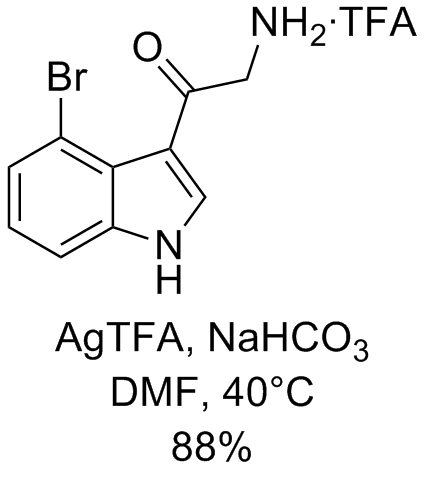 NH₂·TFA
O
Br
N
H
AgTFA, NaHCO₃
DMF, 40°C
88%